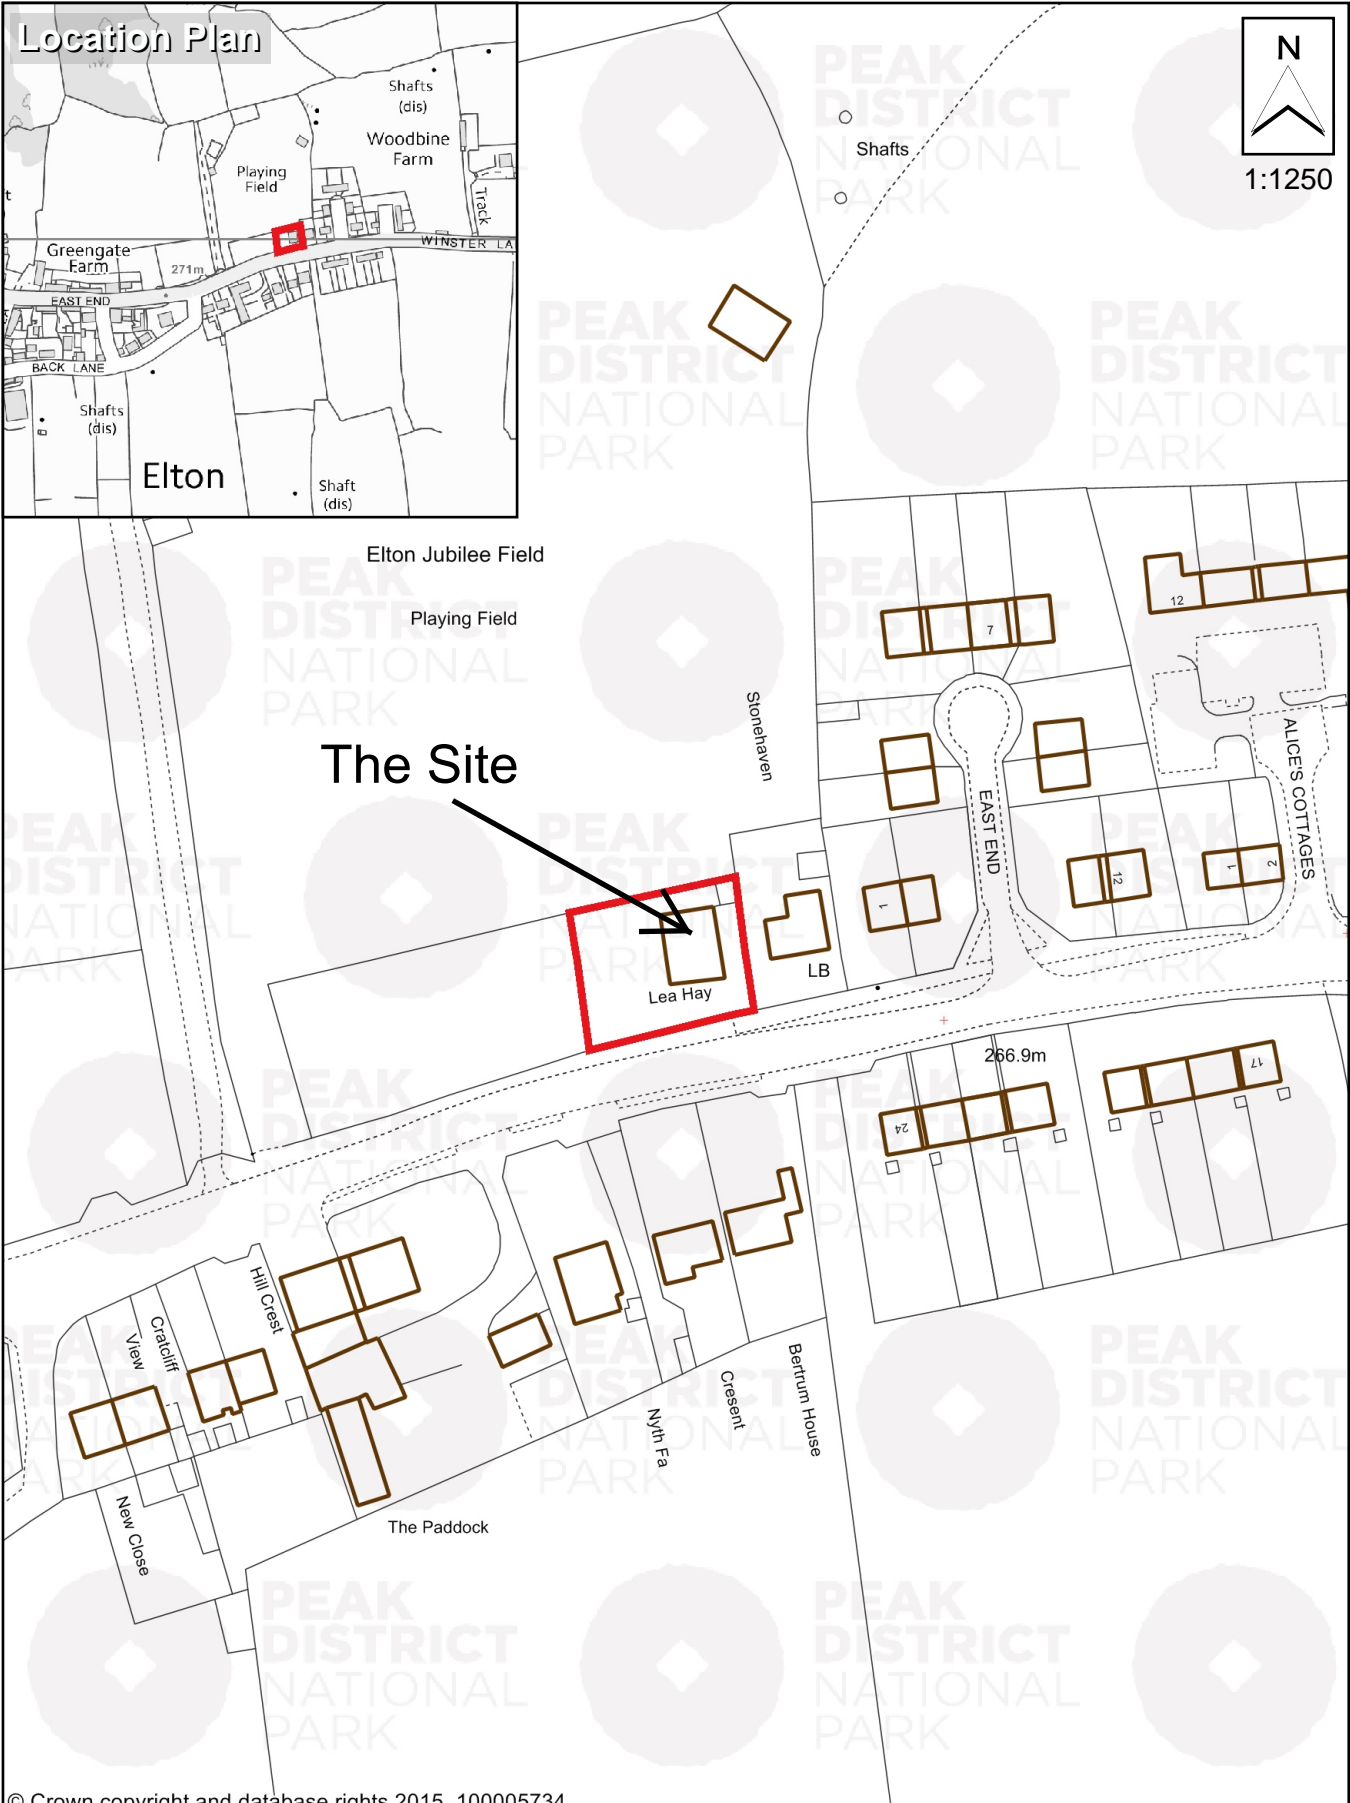 Location Plan
Shafts
(dis)
Woodbine
Farm
Playing
Field
Track
t
Greengate
Farm
271m
WINSTER LA
EAST END
BACK LANE
Shafts
(dis)
Elton
Shaft
(dis)
N
1:1250
Shafts
Elton Jubilee Field
Playing Field
Stonehaven
The Site
7
12
EAST END
ALICE'S COTTAGES
1
12
1
2
LB
Lea Hay
266.9m
17
24
Hill Crest
Cratcliff
View
New Close
The Paddock
Nyth Fa
Cresent
Bertrum House
PEAK
DISTRICT
NATIONAL
PARK
© Crown copyright and database rights 2015. 100005734